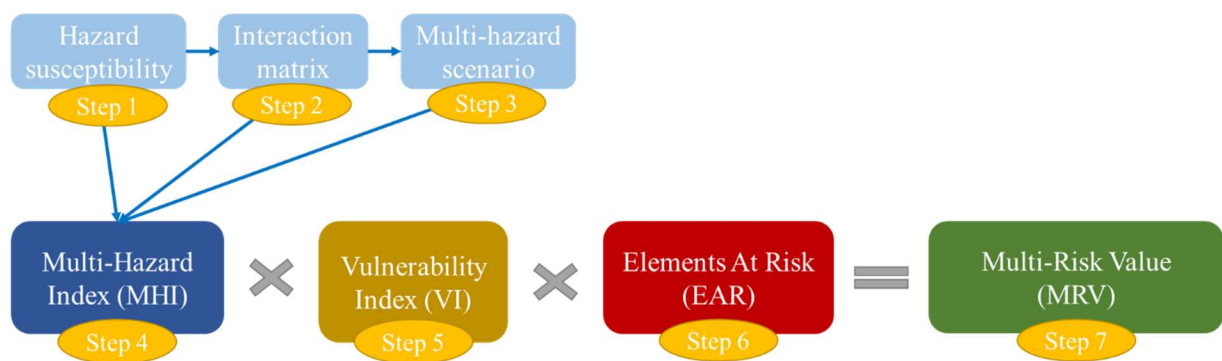 Hazard
susceptibility
Step 1
Interaction
matrix
Step 2
Multi-hazard
scenario
Step 3
Multi-Hazard
Index (MHI)
Step 4
Vulnerability
Index (VI)
Step 5
Elements At Risk
(EAR)
Step 6
Multi-Risk Value
(MRV)
Step 7